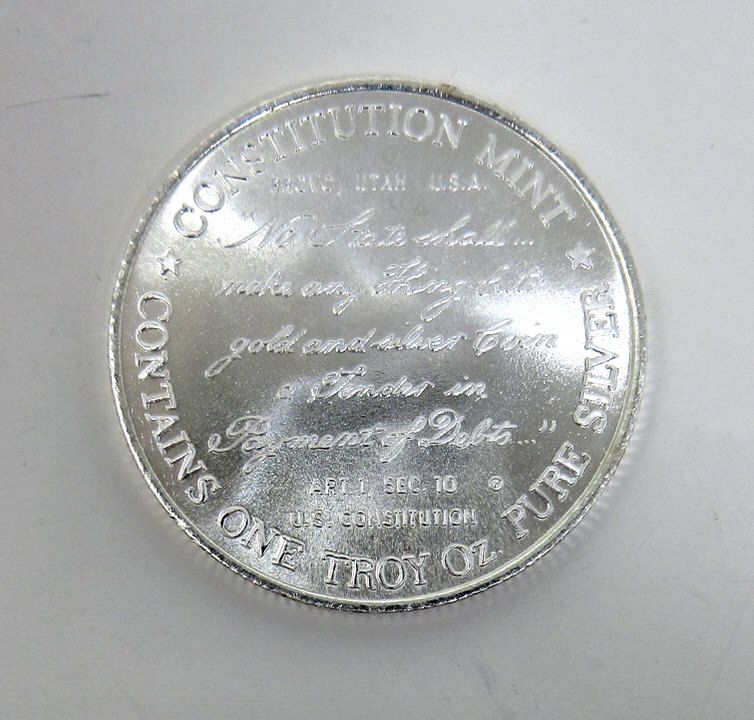 CONSTITUTION MINT
PROVO, UTAH U.S.A.
"No State shall...
make any Thing but
gold and silver Coin
a Tender in
Payment of Debts..."
ART. 1, SEC. 10 ®
U.S. CONSTITUTION
CONTAINS ONE TROY OZ. PURE SILVER